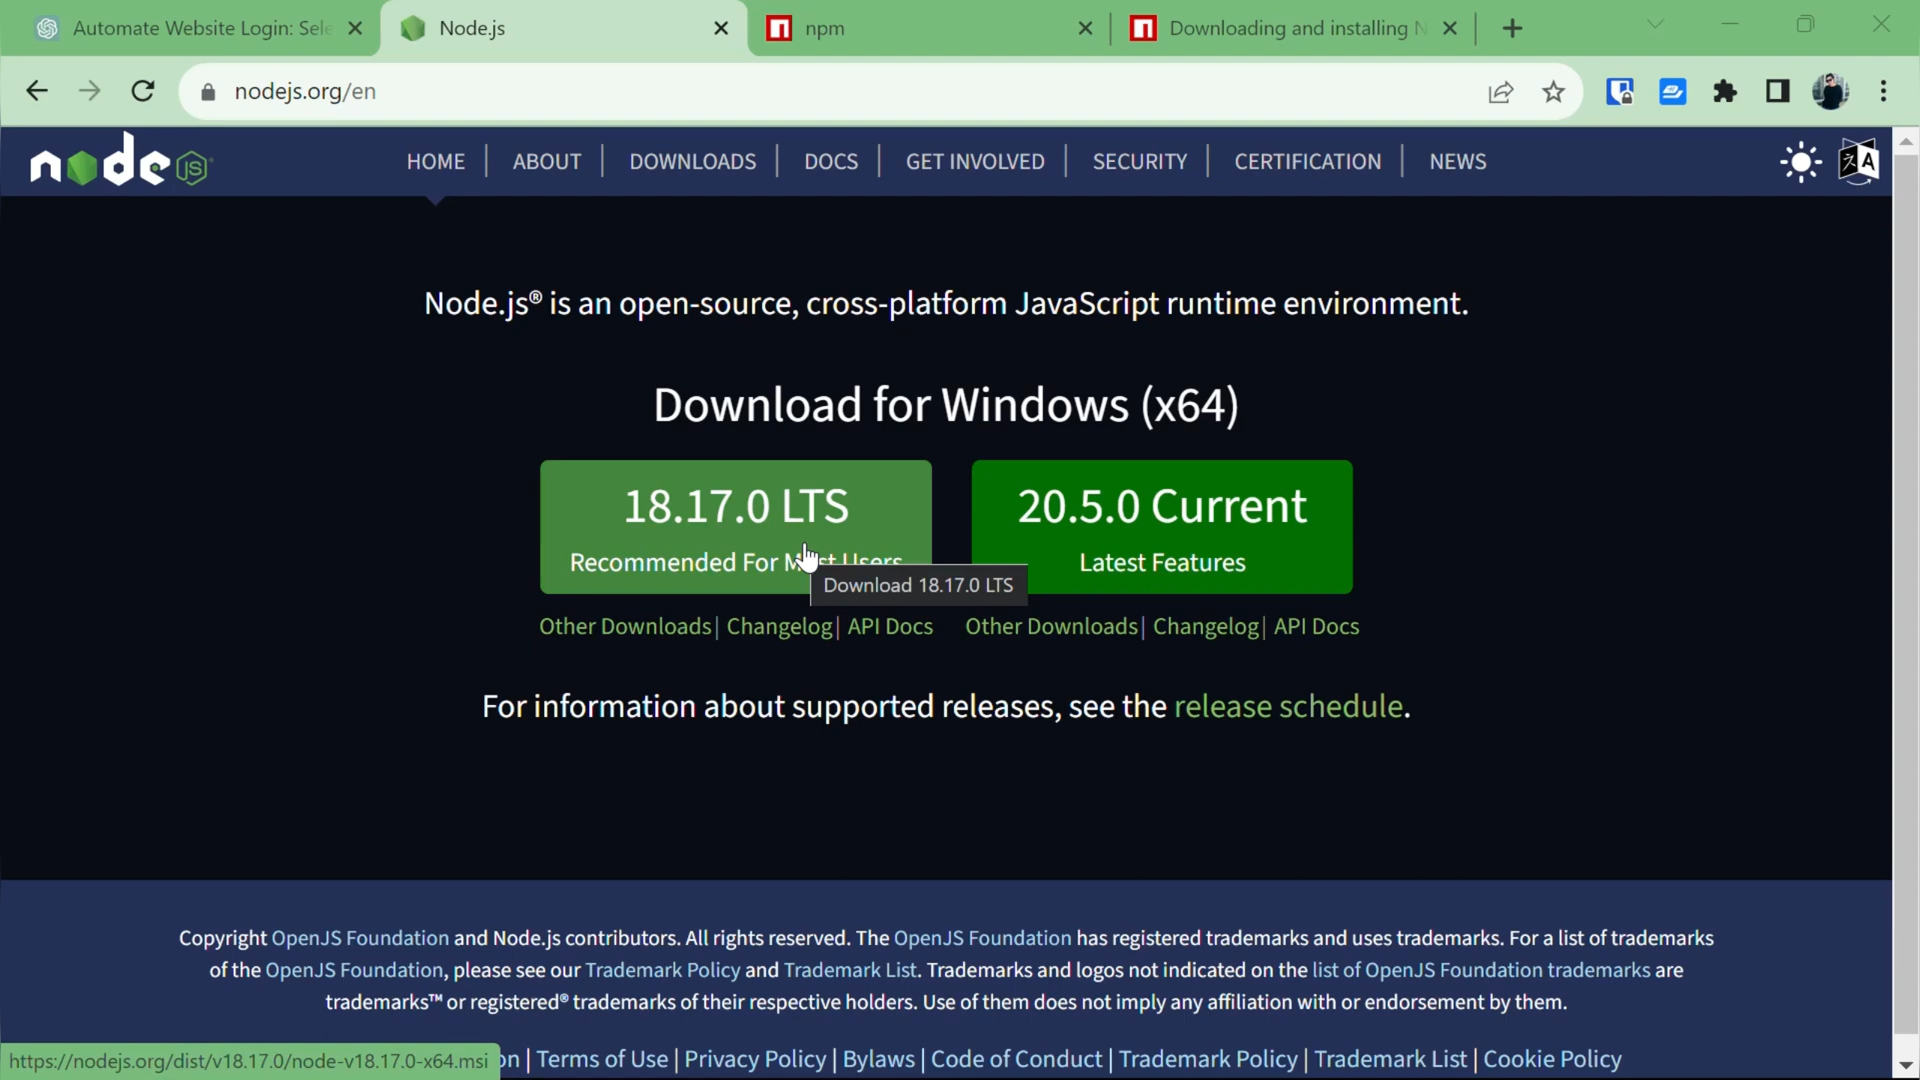 Automate Website Login: Sele
Node.js
npm
Downloading and installing N
nodejs.org/en
node JS
HOME | ABOUT | DOWNLOADS | DOCS | GET INVOLVED | SECURITY | CERTIFICATION | NEWS
Node.js® is an open-source, cross-platform JavaScript runtime environment.
Download for Windows (x64)
18.17.0 LTS
Recommended For Most Users
20.5.0 Current
Latest Features
Download 18.17.0 LTS
Other Downloads | Changelog | API Docs
Other Downloads | Changelog | API Docs
For information about supported releases, see the release schedule.
Copyright OpenJS Foundation and Node.js contributors. All rights reserved. The OpenJS Foundation has registered trademarks and uses trademarks. For a list of trademarks
of the OpenJS Foundation, please see our Trademark Policy and Trademark List. Trademarks and logos not indicated on the list of OpenJS Foundation trademarks are
trademarks™ or registered® trademarks of their respective holders. Use of them does not imply any affiliation with or endorsement by them.
https://nodejs.org/dist/v18.17.0/node-v18.17.0-x64.msi
on | Terms of Use | Privacy Policy | Bylaws | Code of Conduct | Trademark Policy | Trademark List | Cookie Policy